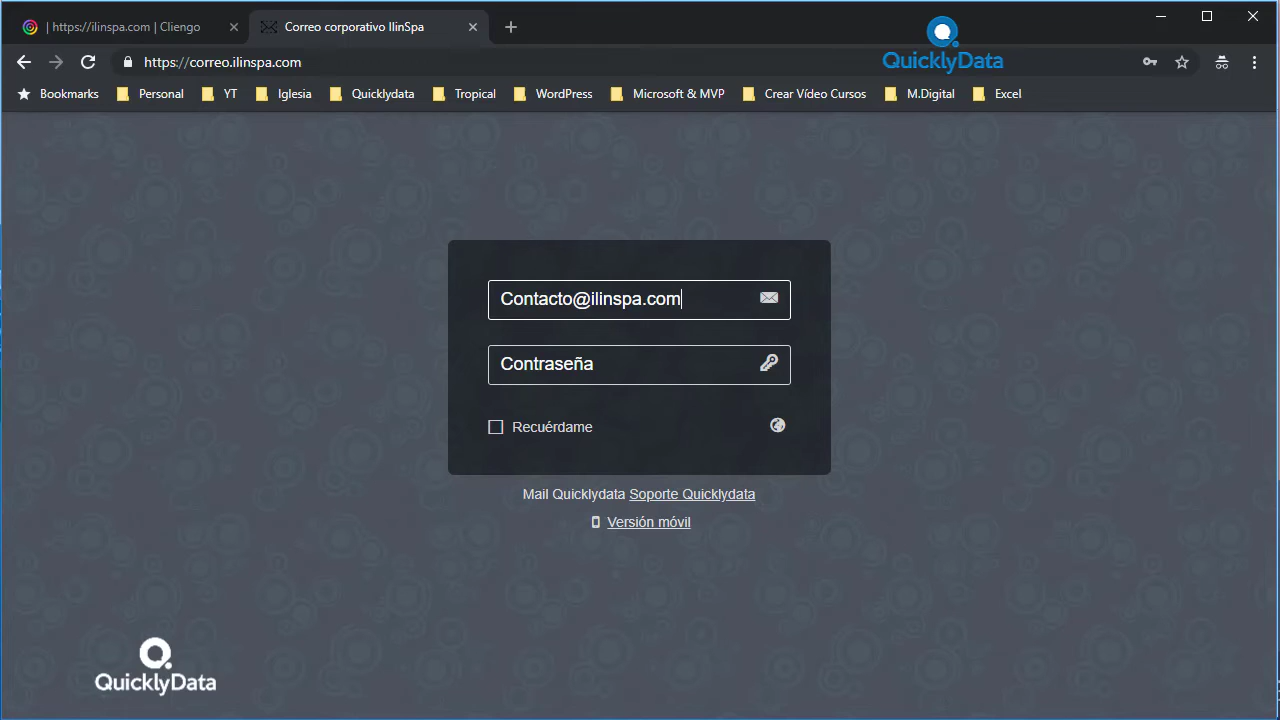 | https://ilinspa.com | Cliengo
Correo corporativo IlinSpa
https://correo.ilinspa.com
QuicklyData
Bookmarks Personal YT Iglesia Quicklydata Tropical WordPress Microsoft & MVP Crear Vídeo Cursos M.Digital Excel
Contacto@ilinspa.com
Contraseña
Recuérdame
Mail Quicklydata Soporte Quicklydata
Versión móvil
QuicklyData